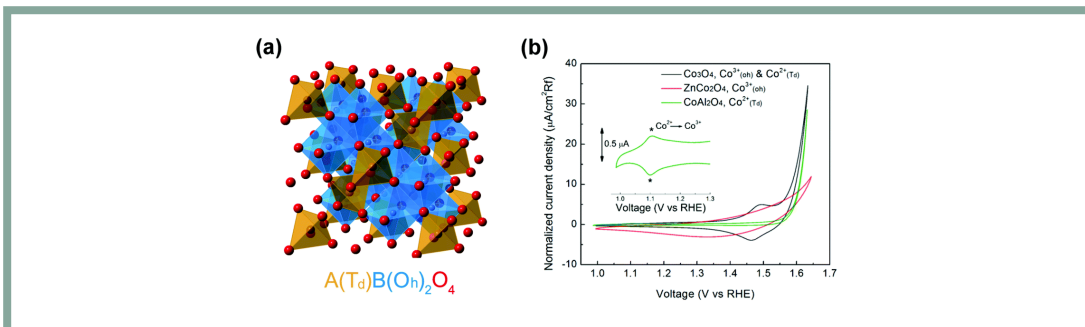 (a)
A(Td)B(Oh)2O4
(b)
Normalized current density (μA/cm²Rf)
40
30
20
10
0
-10
Co3O4, Co3+(oh) & Co2+(Td)
ZnCo2O4, Co3+(oh)
CoAl2O4, Co2+(Td)
0.5 μA
* Co2+ → Co3+
*
1.0 1.1 1.2 1.3
Voltage (V vs RHE)
1.0 1.1 1.2 1.3 1.4 1.5 1.6 1.7
Voltage (V vs RHE)